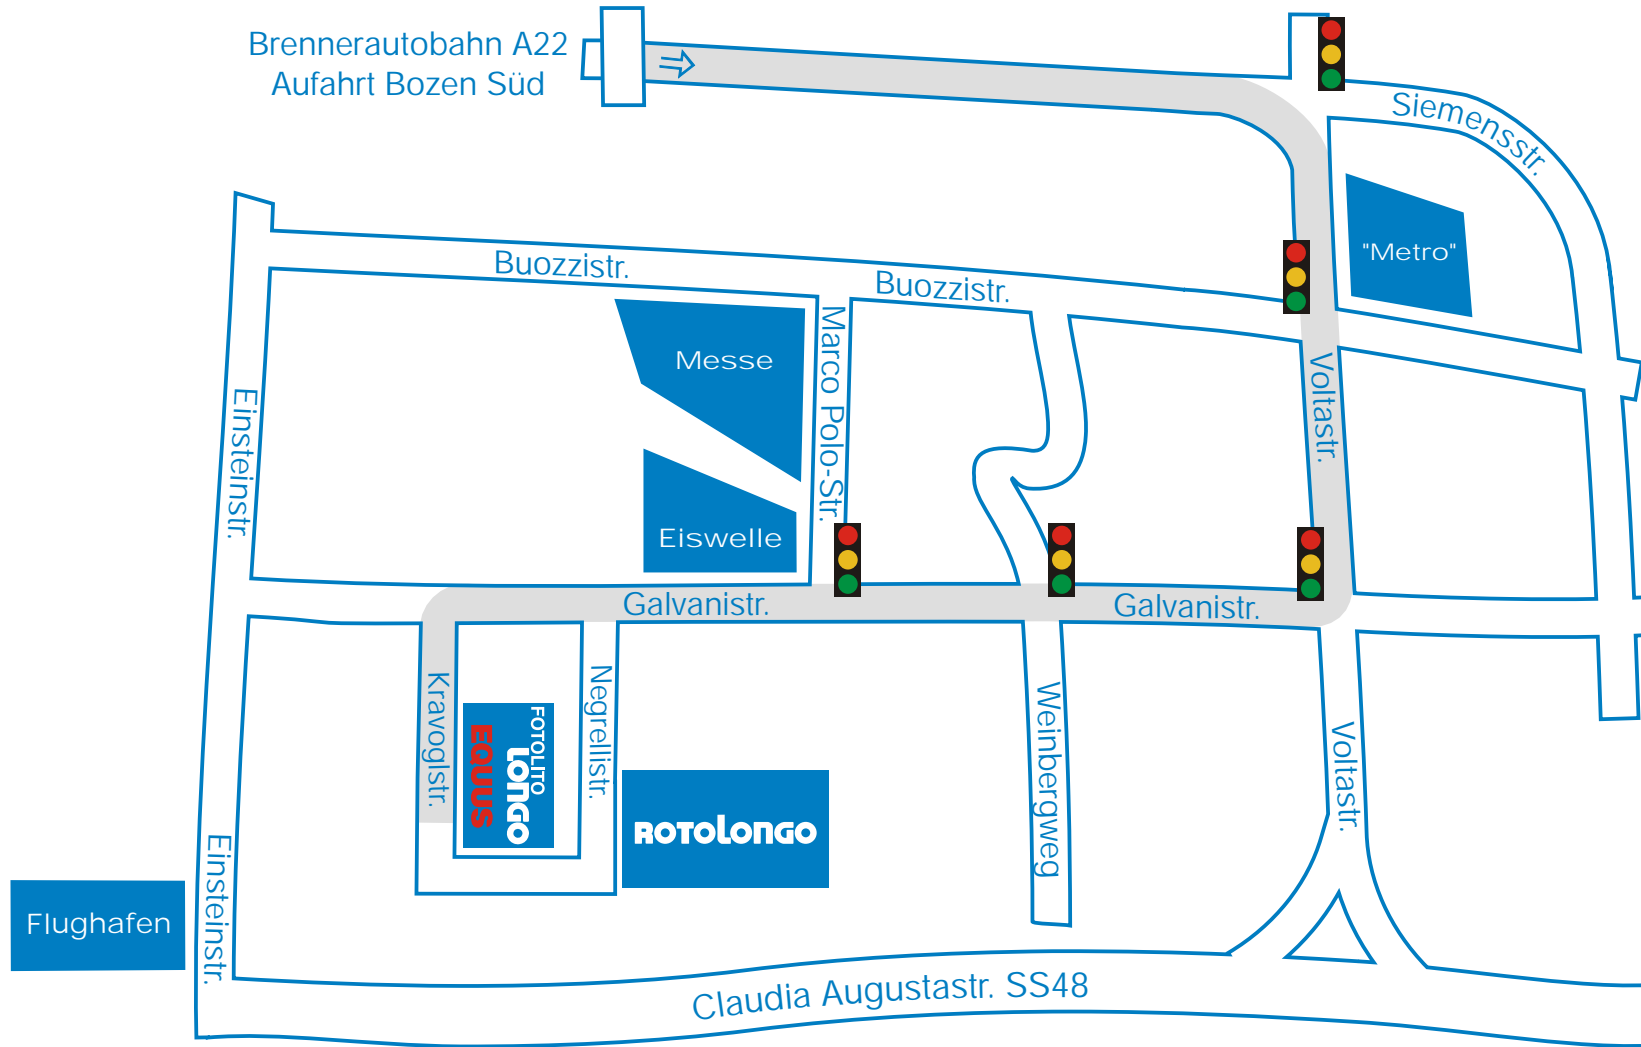 Brennerautobahn A22
Aufahrt Bozen Süd
Siemensstr.
"Metro"
Buozzistr.
Buozzistr.
Messe
Marco Polo-Str.
Voltastr.
Einsteinstr.
Eiswelle
Galvanistr.
Galvanistr.
Kravoglstr.
FOTOLITO
LONGO
EQUUS
Negrellistr.
ROTOLONGO
Weinbergweg
Voltastr.
Einsteinstr.
Flughafen
Claudia Augustastr. SS48